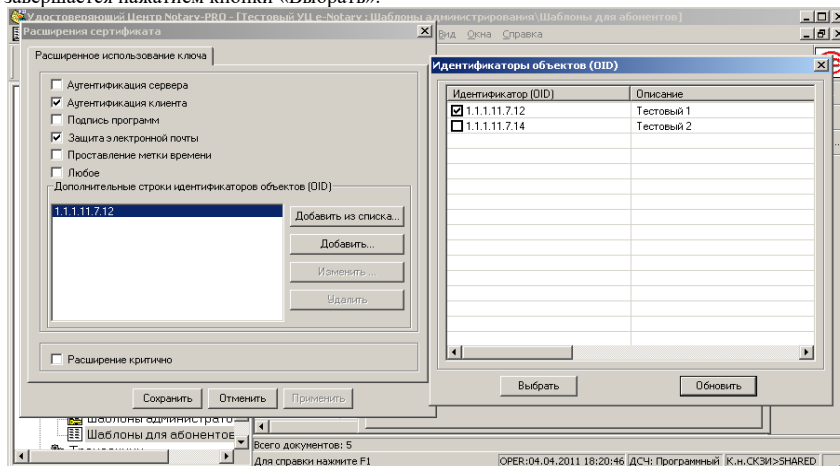 завершается нажатием кнопки «Выбрать».
Удостоверяющий Центр Notary-PRO - [Тестовый УЦ e-Notary : Шаблоны администрирования\Шаблоны для абонентов]
Расширения сертификата
Вид Окна Справка
Расширенное использование ключа
Аутентификация сервера
Аутентификация клиента
Подпись программ
Защита электронной почты
Проставление метки времени
Любое
Дополнительные строки идентификаторов объектов (OID)
1.1.1.11.7.12
Добавить из списка...
Добавить...
Изменить ...
Удалить
Расширение критично
Сохранить
Отменить
Применить
Идентификаторы объектов (OID)
Идентификатор (OID) Описание
1.1.1.11.7.12 Тестовый 1
1.1.1.11.7.14 Тестовый 2
Выбрать
Обновить
Шаблоны администрато
Шаблоны для абонентов
Всего документов: 5
Для справки нажмите F1
OPER:04.04.2011 18:20:46
ДСЧ: Программный
К.н.СКЗИ>SHARED